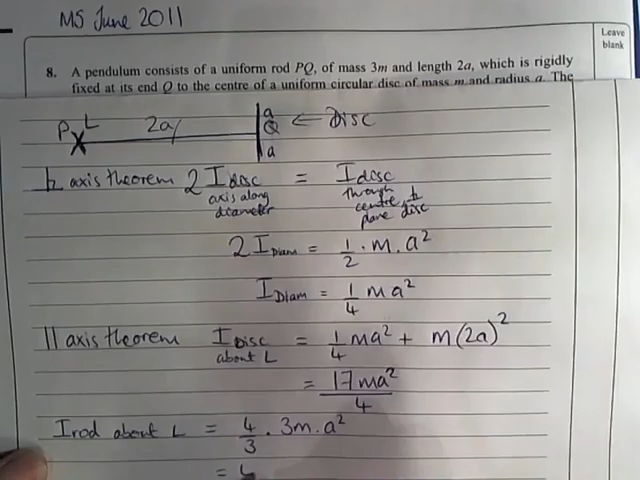 MS June 2011
Leave
blank
8. A pendulum consists of a uniform rod PQ, of mass 3m and length 2a, which is rigidly
fixed at its end Q to the centre of a uniform circular disc of mass m and radius a. The
P L 2a a Q ← Disc
a
⊥ axis theorem 2 I disc = I disc
axis along diameter through centre ⊥ plane disc
2 I Diam = 1/2 . m . a²
I Diam = 1/4 ma²
|| axis theorem I Disc = 1/4 ma² + m(2a)²
about L
= 17ma²/4
I rod about L = 4/3 . 3m . a²
=